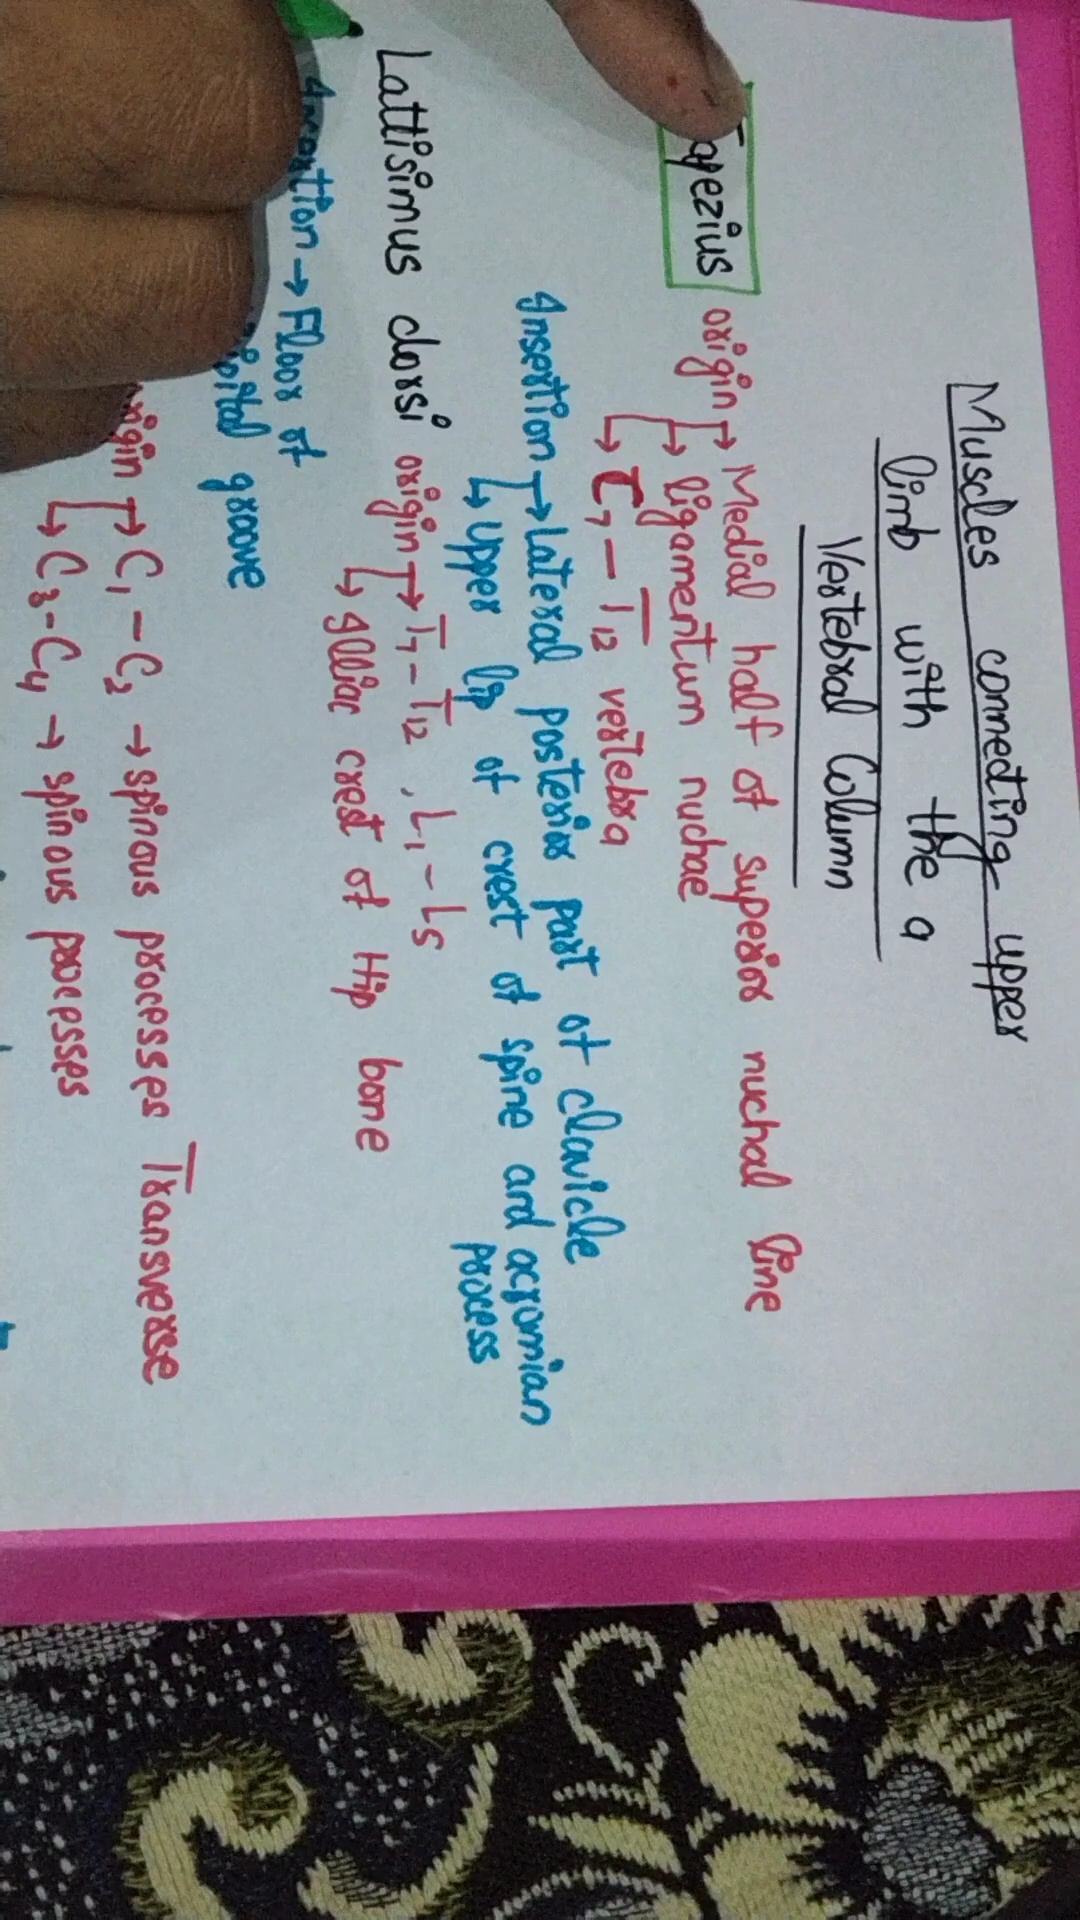 Muscles connecting upper
limb with the a
Vertebral Column
apezius origin → Medial half of superior nuchal line
→ ligamentum nuchae
→ C7 - T12 vertebra
Insertion → Lateral posterior part of clavicle
→ Upper lip of crest of spine and acromian
process
Lattisimus dorsi origin → T7 - T12 , L1 - L5
→ Illiac crest of Hip bone
→ Floor of
groove
→ C1 - C2 → spinous processes Transverse
→ C3 - C4 → spinous processes